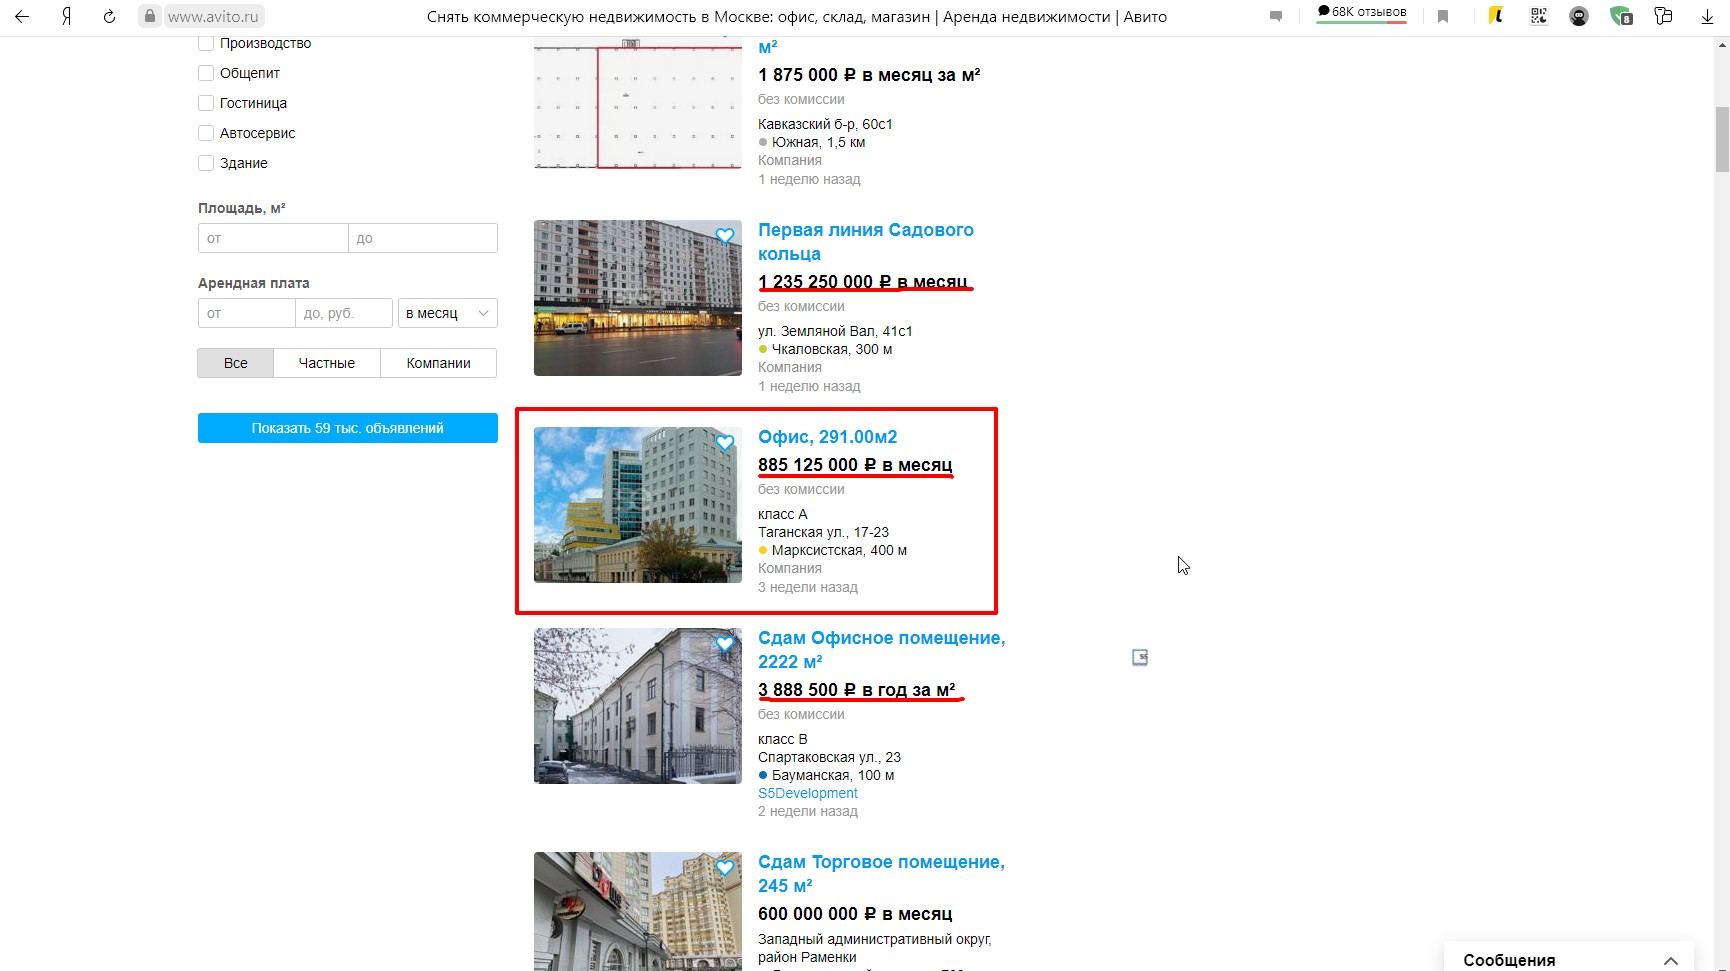 www.avito.ru
Снять коммерческую недвижимость в Москве: офис, склад, магазин | Аренда недвижимости | Авито
68K отзывов
8
Производство
Общепит
Гостиница
Автосервис
Здание
Площадь, м²
от
до
Арендная плата
от
до, руб.
в месяц
Все
Частные
Компании
Показать 59 тыс. объявлений
м²
1 875 000 ₽ в месяц за м²
без комиссии
Кавказский б-р, 60с1
Южная, 1,5 км
Компания
1 неделю назад
Первая линия Садового
кольца
1 235 250 000 ₽ в месяц
без комиссии
ул. Земляной Вал, 41с1
Чкаловская, 300 м
Компания
1 неделю назад
Офис, 291.00м2
885 125 000 ₽ в месяц
без комиссии
класс A
Таганская ул., 17-23
Марксистская, 400 м
Компания
3 недели назад
Сдам Офисное помещение,
2222 м²
3 888 500 ₽ в год за м²
без комиссии
класс B
Спартаковская ул., 23
Бауманская, 100 м
S5Development
2 недели назад
Сдам Торговое помещение,
245 м²
600 000 000 ₽ в месяц
Западный административный округ,
район Раменки
Сообщения